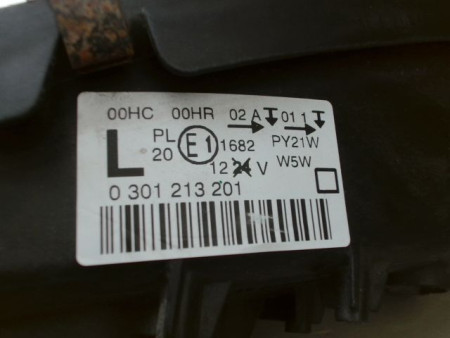 00HC 00HR 02 A 01 1
L PL E1 1682 PY21W
20 12 24 V W5W
0 301 213 201